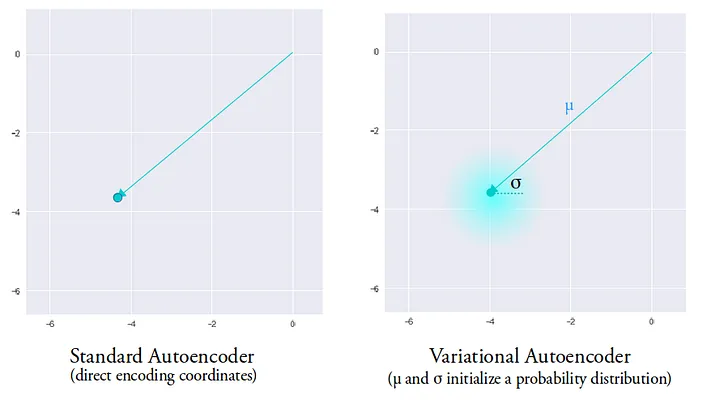 0
-2
-4
-6
-6
-4
-2
0
Standard Autoencoder
(direct encoding coordinates)
0
-2
-4
-6
μ
σ
-6
-4
-2
0
Variational Autoencoder
(μ and σ initialize a probability distribution)